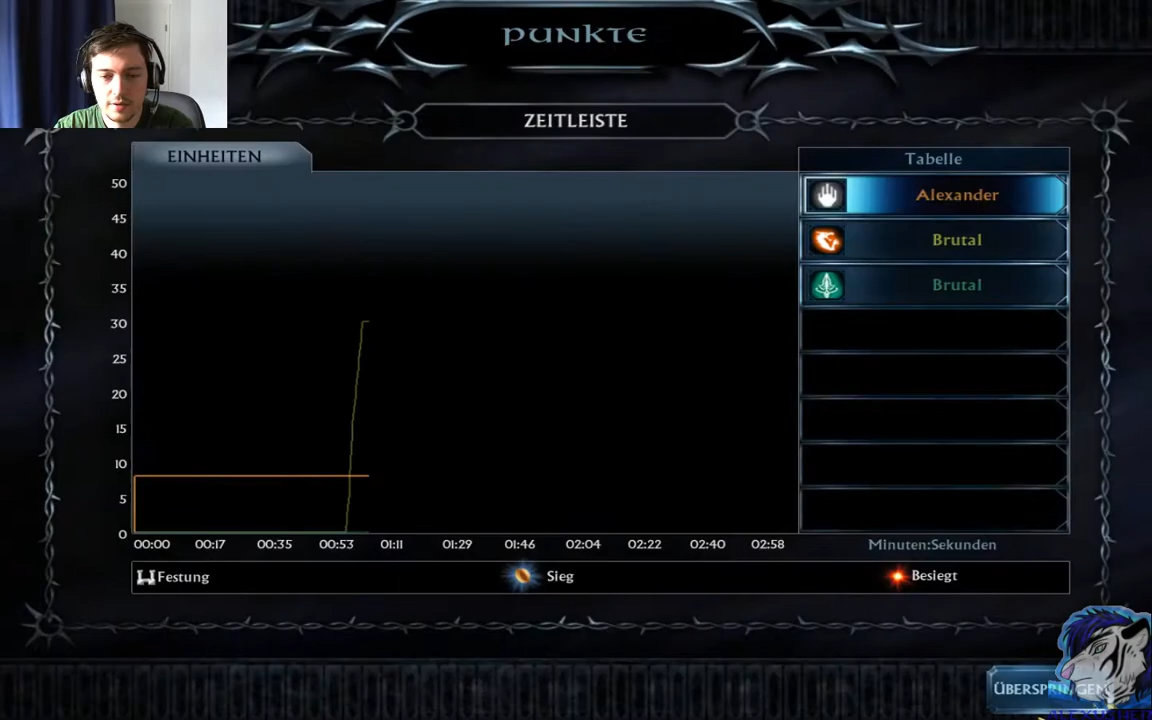 PUNKTE
ZEITLEISTE
EINHEITEN
Tabelle
50
45
40
35
30
25
20
15
10
5
0
Alexander
Brutal
Brutal
00:00 00:17 00:35 00:53 01:11 01:29 01:46 02:04 02:22 02:40 02:58
Minuten:Sekunden
Festung Sieg Besiegt
ÜBERSPRINGEN